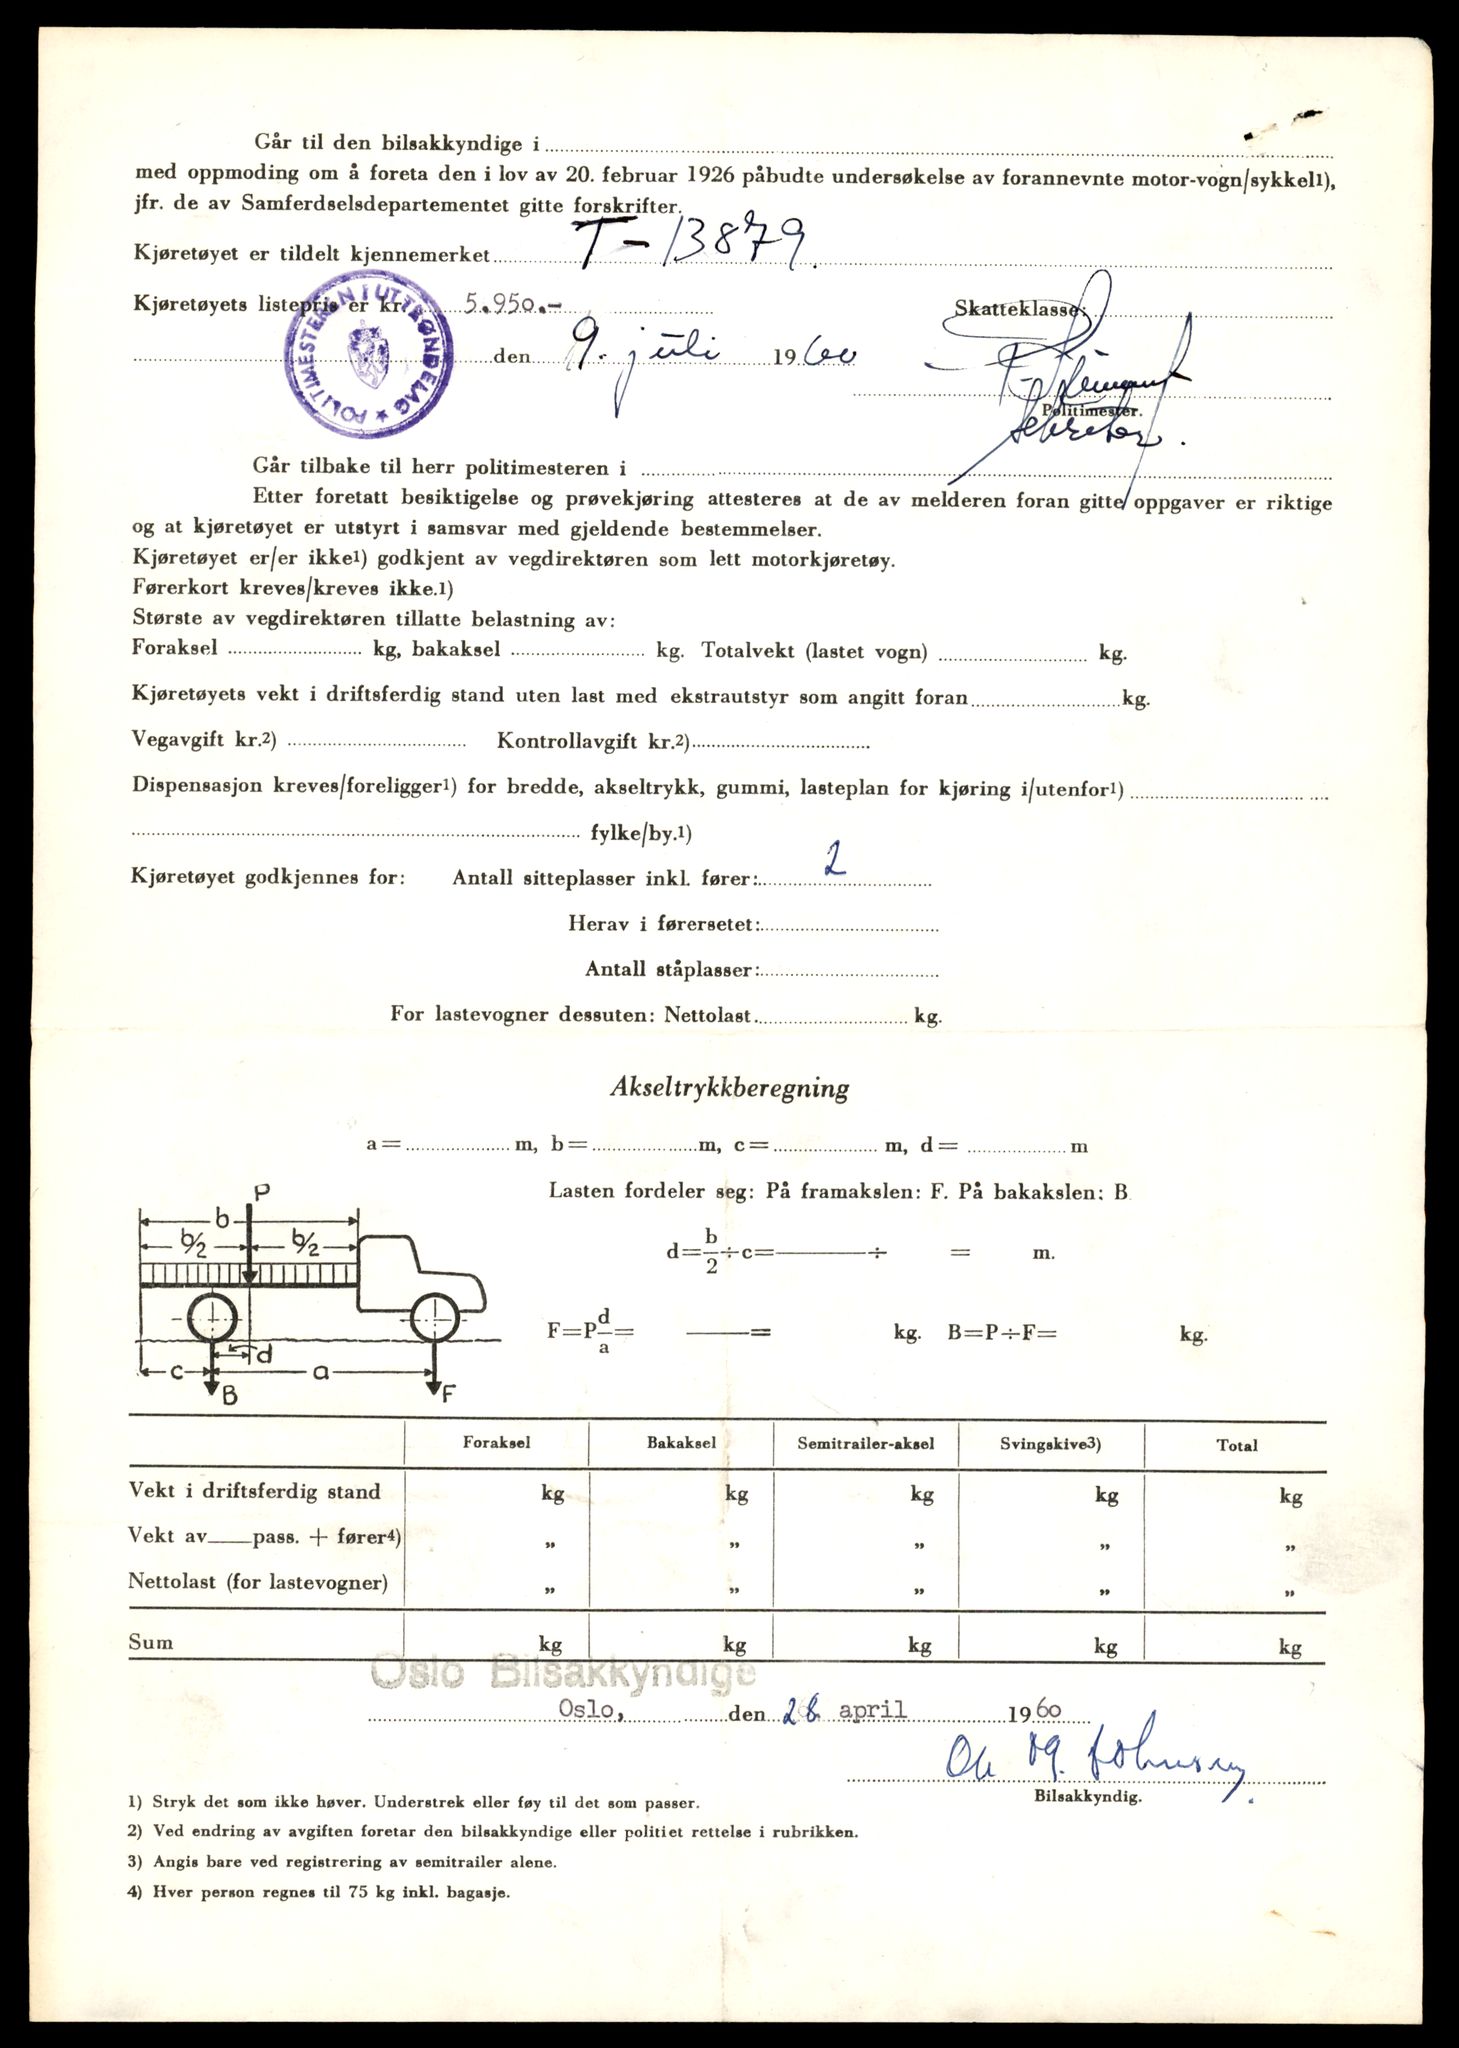 Går til den bilsakkyndige i
med oppmoding om å foreta den i lov av 20. februar 1926 påbudte undersøkelse av forannevnte motor-vogn/sykkel1),
jfr. de av Samferdselsdepartementet gitte forskrifter.
Kjøretøyet er tildelt kjennemerket T-13879.
Kjøretøyets listepris er kr. 5.950.- Skatteklasse:
POLITIMESTEREN I UTTRØNDELAG
den 9. juli 1960
Politimester.
sekretær.
Går tilbake til herr politimesteren i
Etter foretatt besiktigelse og prøvekjøring attesteres at de av melderen foran gitte oppgaver er riktige
og at kjøretøyet er utstyrt i samsvar med gjeldende bestemmelser.
Kjøretøyet er/er ikke1) godkjent av vegdirektøren som lett motorkjøretøy.
Førerkort kreves/kreves ikke.1)
Største av vegdirektøren tillatte belastning av:
Foraksel kg, bakaksel kg. Totalvekt (lastet vogn) kg.
Kjøretøyets vekt i driftsferdig stand uten last med ekstrautstyr som angitt foran kg.
Vegavgift kr.2) Kontrollavgift kr.2)
Dispensasjon kreves/foreligger1) for bredde, akseltrykk, gummi, lasteplan for kjøring i/utenfor1)
fylke/by.1)
Kjøretøyet godkjennes for: Antall sitteplasser inkl. fører: 2
Herav i førersetet:
Antall ståplasser:
For lastevogner dessuten: Nettolast. kg.
Akseltrykkberegning
a = m, b = m, c = m, d = m
Lasten fordeler seg: På framakslen: F. På bakakslen: B
P
b
b/2 b/2
d = b/2 ÷ c = ÷ = m.
F = P d/a = = kg. B = P ÷ F = kg.
d
c a
B F
Foraksel Bakaksel Semitrailer-aksel Svingskive3) Total
Vekt i driftsferdig stand kg kg kg kg kg
Vekt av pass. + fører4) „ „ „ „ „
Nettolast (for lastevogner) „ „ „ „ „
Sum kg kg kg kg kg
Oslo Bilsakkyndige
Oslo, den 28 april 1960
Bilsakkyndig.
1) Stryk det som ikke høver. Understrek eller føy til det som passer.
2) Ved endring av avgiften foretar den bilsakkyndige eller politiet rettelse i rubrikken.
3) Angis bare ved registrering av semitrailer alene.
4) Hver person regnes til 75 kg inkl. bagasje.